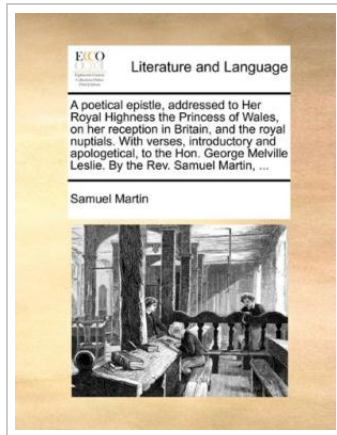 ECCO
Literature and Language
A poetical epistle, addressed to Her
Royal Highness the Princess of Wales,
on her reception in Britain, and the royal
nuptials. With verses, introductory and
apologetical, to the Hon. George Melville
Leslie. By the Rev. Samuel Martin, ...
Samuel Martin